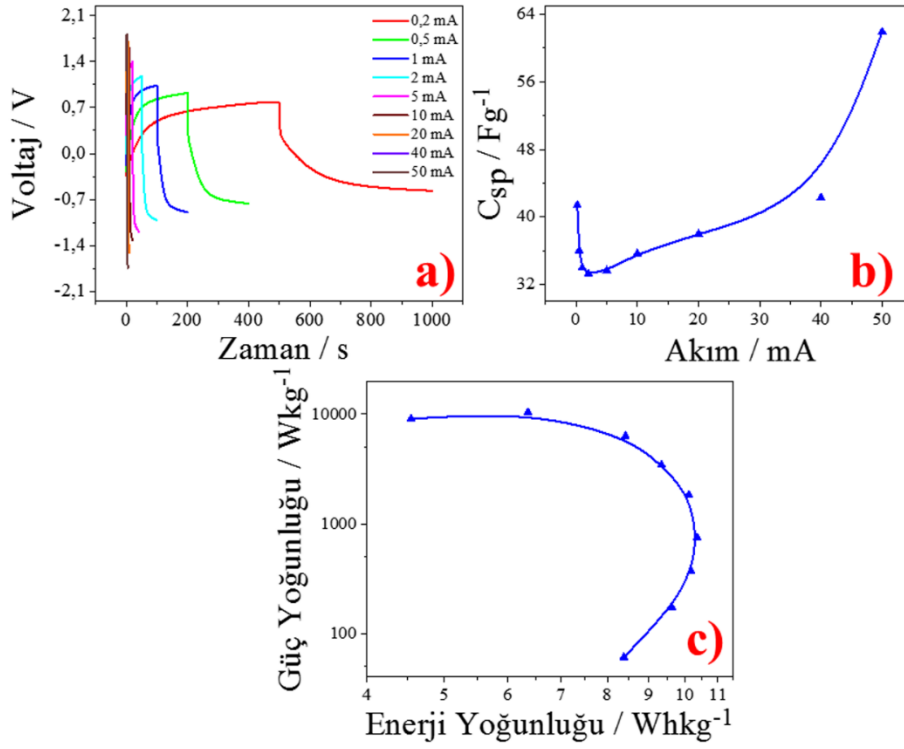 2,1
1,4
0,7
0,0
-0,7
-1,4
-2,1
Voltaj / V
0,2 mA
0,5 mA
1 mA
2 mA
5 mA
10 mA
20 mA
40 mA
50 mA
a)
0 200 400 600 800 1000
Zaman / s
64
56
48
40
32
Csp / Fg-1
b)
0 10 20 30 40 50
Akım / mA
10000
1000
100
Güç Yoğunluğu / Wkg-1
c)
4 5 6 7 8 9 10 11
Enerji Yoğunluğu / Whkg-1